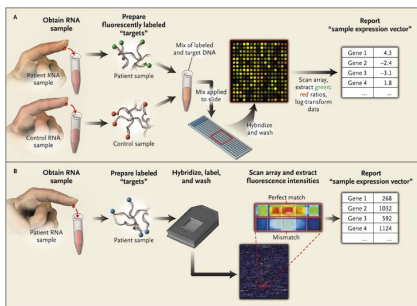 A
Obtain RNA
sample
Prepare
fluorescently labeled
"targets"
Report
"sample expression vector"
Patient RNA
sample
Patient sample
Mix of labeled
and target DNA
Mix applied
to slide
Hybridize
and wash
Scan array,
extract green:
red ratios,
log-transform
data
Gene 1 4.3
Gene 2 −2.4
Gene 3 −3.1
Gene 4 1.8
... ...
Control RNA
sample
Control sample
B
Obtain RNA
sample
Prepare labeled
"targets"
Hybridize, label,
and wash
Scan array and extract
fluorescence intensities
Report
"sample expression vector"
Patient RNA
sample
Patient sample
Perfect match
Mismatch
Gene 1 268
Gene 2 1032
Gene 3 592
Gene 4 1124
... ...